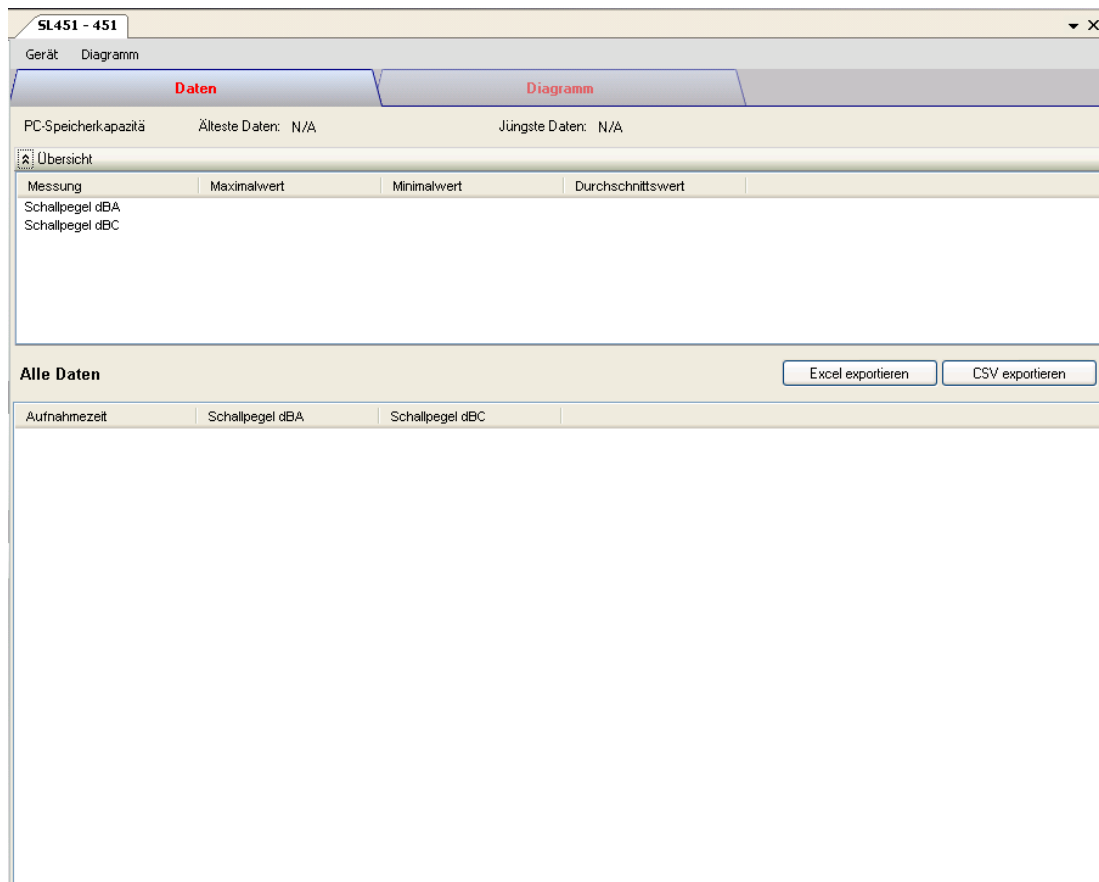 SL451 - 451
Gerät Diagramm
Daten Diagramm
PC-Speicherkapazitä Älteste Daten: N/A Jüngste Daten: N/A
Übersicht
Messung Maximalwert Minimalwert Durchschnittswert
Schallpegel dBA
Schallpegel dBC
Alle Daten Excel exportieren CSV exportieren
Aufnahmezeit Schallpegel dBA Schallpegel dBC